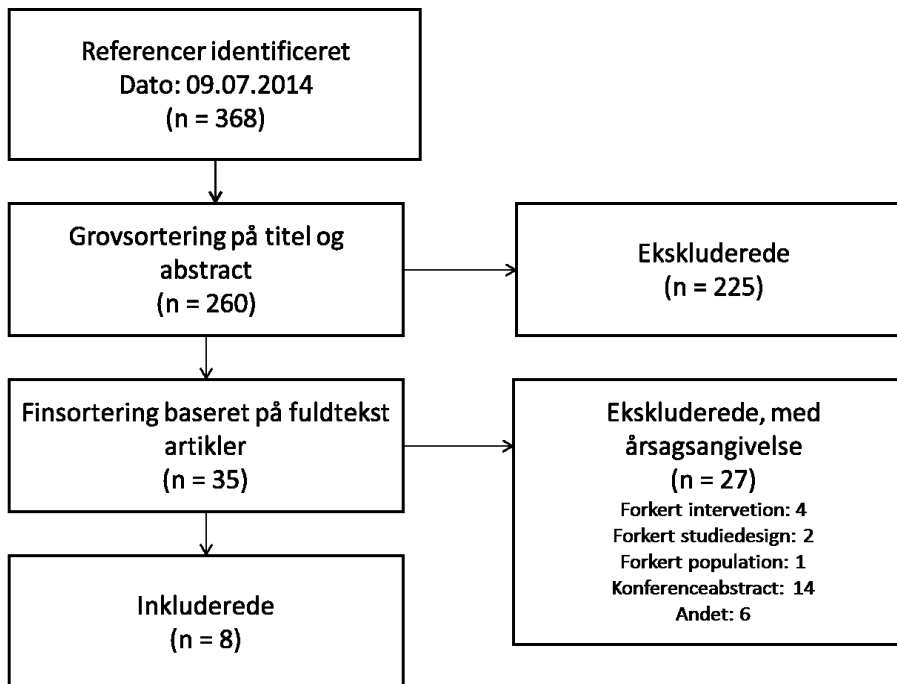 Referencer identificeret
Dato: 09.07.2014
(n = 368)
Grovsortering på titel og
abstract
(n = 260)
Ekskluderede
(n = 225)
Finsortering baseret på fuldtekst
artikler
(n = 35)
Ekskluderede, med
årsagsangivelse
(n = 27)
Forkert intervetion: 4
Forkert studiedesign: 2
Forkert population: 1
Konferenceabstract: 14
Andet: 6
Inkluderede
(n = 8)